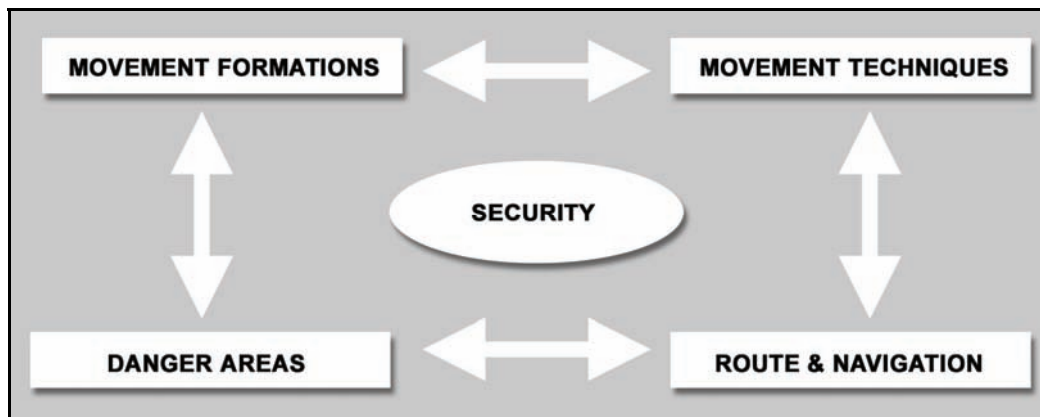 MOVEMENT FORMATIONS
MOVEMENT TECHNIQUES
SECURITY
DANGER AREAS
ROUTE & NAVIGATION